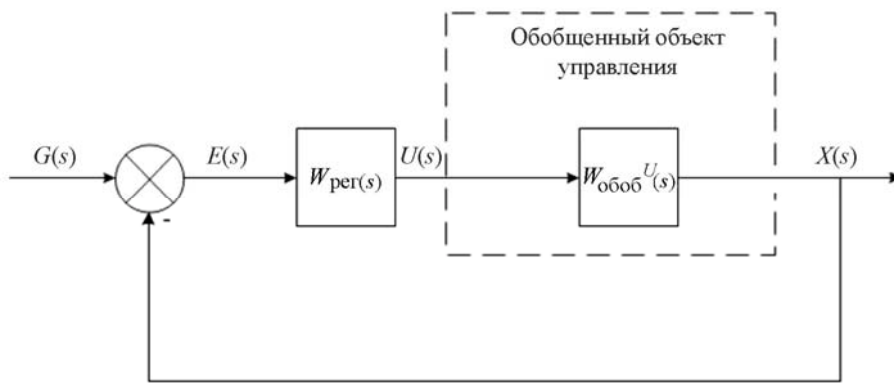 Обобщенный объект
управления
G(s)
E(s)
Wрег(s)
U(s)
Wобоб^U(s)
X(s)
-